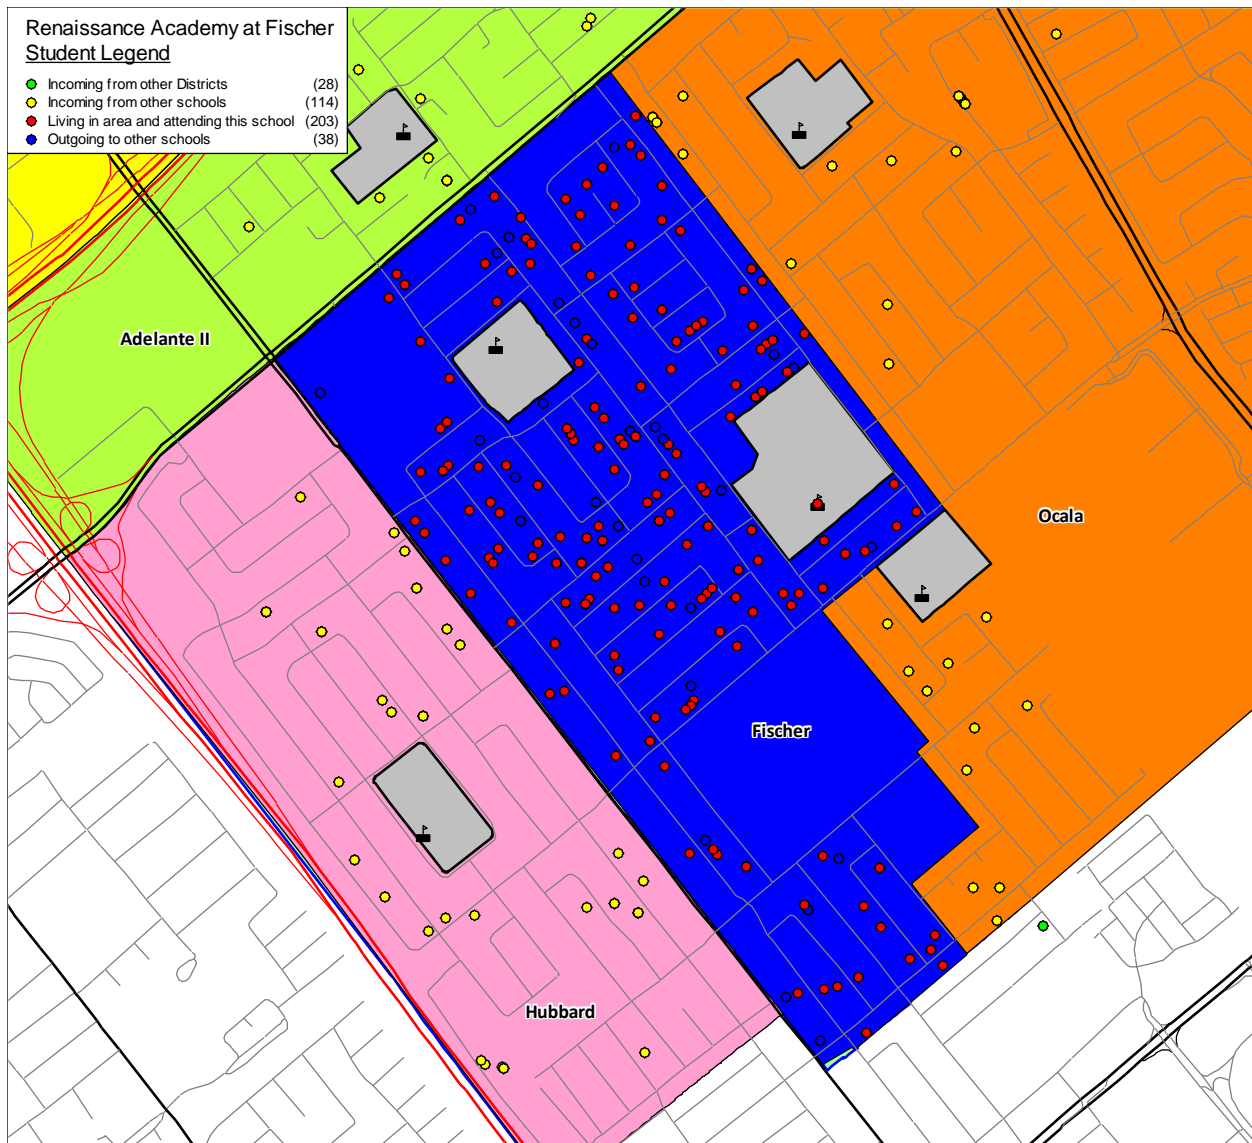 Renaissance Academy at Fischer
Student Legend
Incoming from other Districts (28)
Incoming from other schools (114)
Living in area and attending this school (203)
Outgoing to other schools (38)
Adelante II
Ocala
Fischer
Hubbard